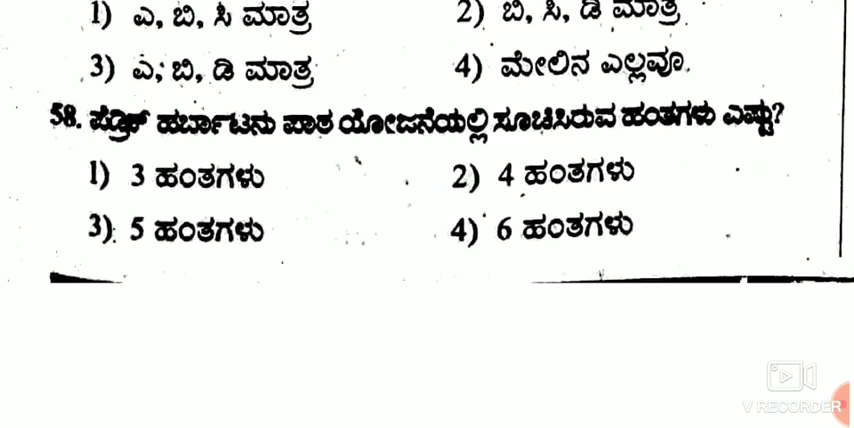 1) ಎ, ಬಿ, ಸಿ ಮಾತ್ರ 2) ಬಿ, ಸಿ, ಡಿ ಮಾತ್ರ
3) ಎ, ಬಿ, ಡಿ ಮಾತ್ರ 4) ಮೇಲಿನ ಎಲ್ಲವೂ.
58. ಹರ್ಬಾಟನು ಪಾಠ ಯೋಜನೆಯಲ್ಲಿ ಸೂಚಿಸಿರುವ ಹಂತಗಳು ಎಷ್ಟು?
1) 3 ಹಂತಗಳು 2) 4 ಹಂತಗಳು
3) 5 ಹಂತಗಳು 4) 6 ಹಂತಗಳು
V RECORDER